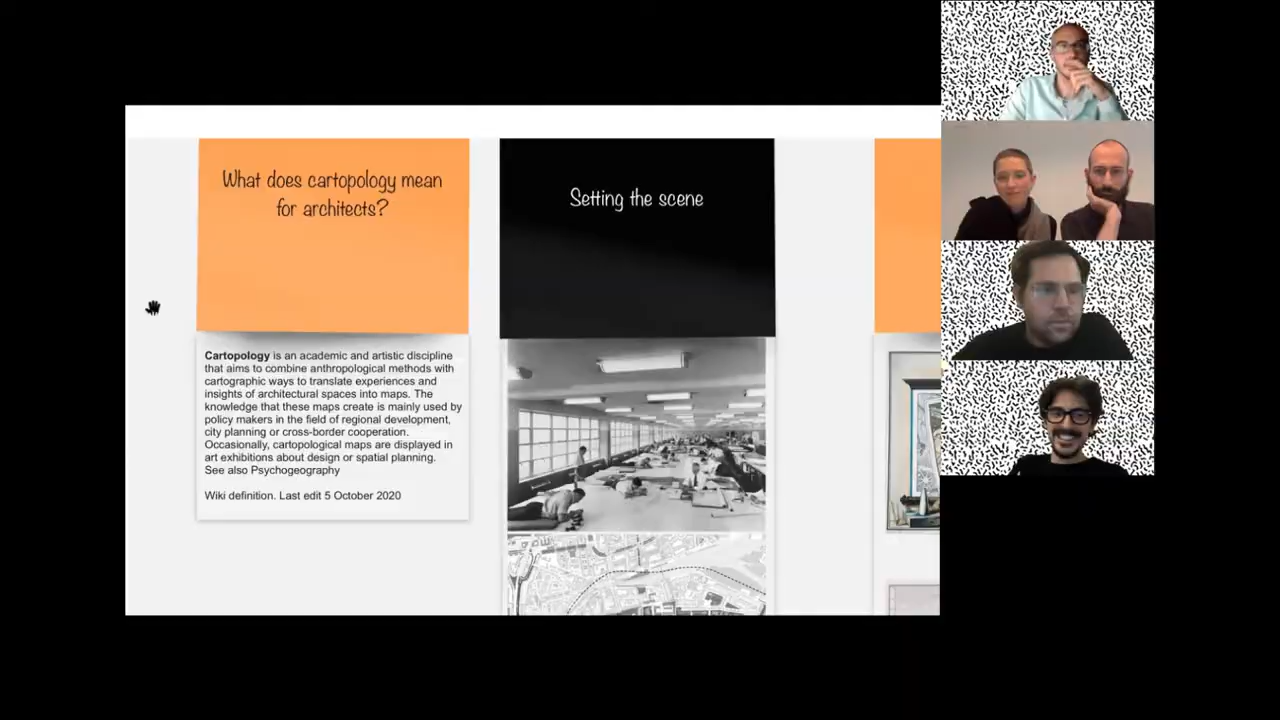 What does cartopology mean
for architects?
Setting the scene
Cartopology is an academic and artistic discipline
that aims to combine anthropological methods with
cartographic ways to translate experiences and
insights of architectural spaces into maps. The
knowledge that these maps create is mainly used by
policy makers in the field of regional development,
city planning or cross-border cooperation.
Occasionally, cartopological maps are displayed in
art exhibitions about design or spatial planning.
See also Psychogeography
Wiki definition. Last edit 5 October 2020